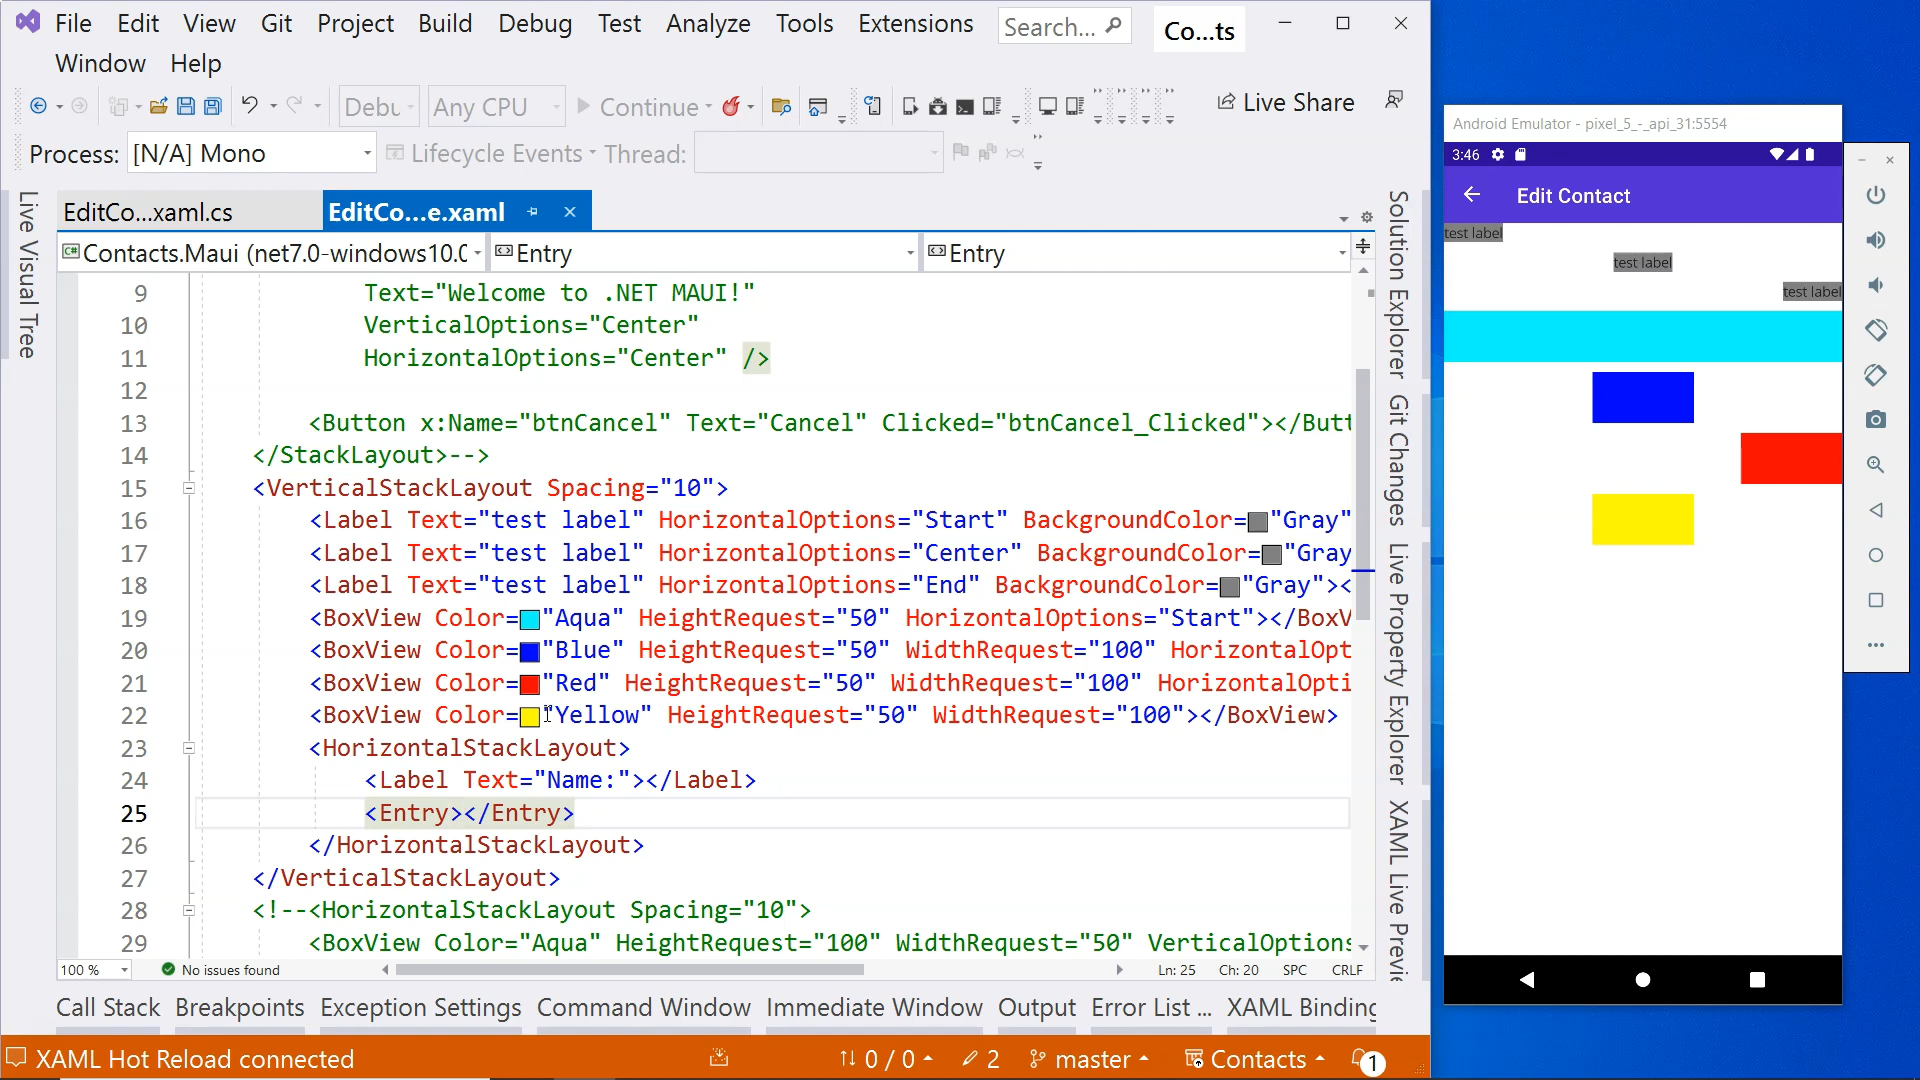 File Edit View Git Project Build Debug Test Analyze Tools Extensions Search... Co...ts
Window Help
Debu Any CPU Continue Live Share
Process: [N/A] Mono Lifecycle Events Thread:
EditCo...xaml.cs EditCo...e.xaml
Contacts.Maui (net7.0-windows10.0 Entry Entry
9 Text="Welcome to .NET MAUI!"
10 VerticalOptions="Center"
11 HorizontalOptions="Center" />
12
13 <Button x:Name="btnCancel" Text="Cancel" Clicked="btnCancel_Clicked"></Butt
14 </StackLayout>-->
15 <VerticalStackLayout Spacing="10">
16 <Label Text="test label" HorizontalOptions="Start" BackgroundColor="Gray"
17 <Label Text="test label" HorizontalOptions="Center" BackgroundColor="Gray
18 <Label Text="test label" HorizontalOptions="End" BackgroundColor="Gray"><
19 <BoxView Color="Aqua" HeightRequest="50" HorizontalOptions="Start"></BoxV
20 <BoxView Color="Blue" HeightRequest="50" WidthRequest="100" HorizontalOpt
21 <BoxView Color="Red" HeightRequest="50" WidthRequest="100" HorizontalOpti
22 <BoxView Color="Yellow" HeightRequest="50" WidthRequest="100"></BoxView>
23 <HorizontalStackLayout>
24 <Label Text="Name:"></Label>
25 <Entry></Entry>
26 </HorizontalStackLayout>
27 </VerticalStackLayout>
28 <!--<HorizontalStackLayout Spacing="10">
29 <BoxView Color="Aqua" HeightRequest="100" WidthRequest="50" VerticalOptions
100 % No issues found Ln: 25 Ch: 20 SPC CRLF
Call Stack Breakpoints Exception Settings Command Window Immediate Window Output Error List ... XAML Binding
XAML Hot Reload connected 0 / 0 2 master Contacts 1
Live Visual Tree
Solution Explorer
Git Changes
Live Property Explorer
XAML Live Previe
Android Emulator - pixel_5_-_api_31:5554
3:46
Edit Contact
test label
test label
test label